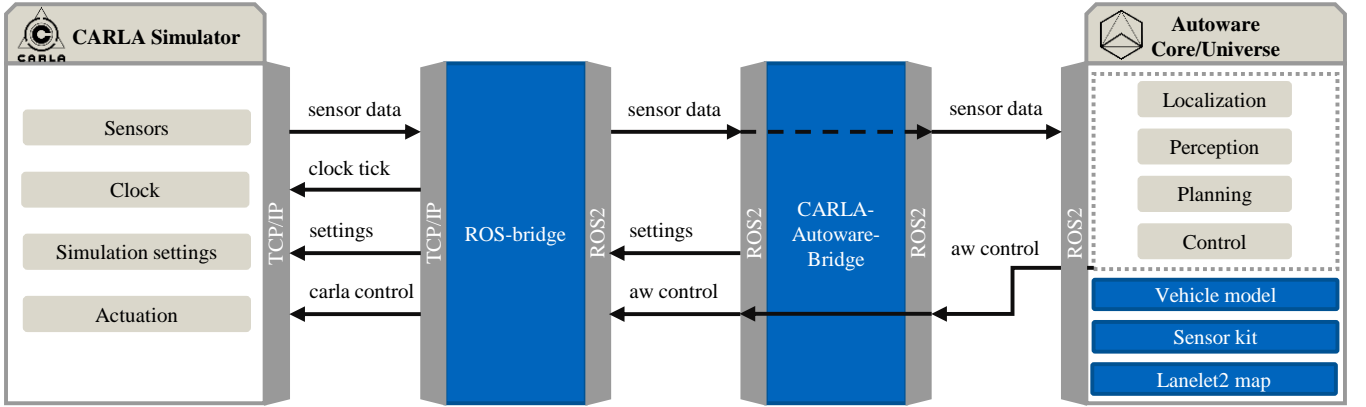 CARLA
CARLA Simulator
Sensors
Clock
Simulation settings
Actuation
TCP/IP
sensor data
clock tick
settings
carla control
TCP/IP
ROS-bridge
ROS2
sensor data
settings
aw control
ROS2
CARLA-
Autoware-
Bridge
ROS2
sensor data
aw control
ROS2
Autoware
Core/Universe
Localization
Perception
Planning
Control
Vehicle model
Sensor kit
Lanelet2 map